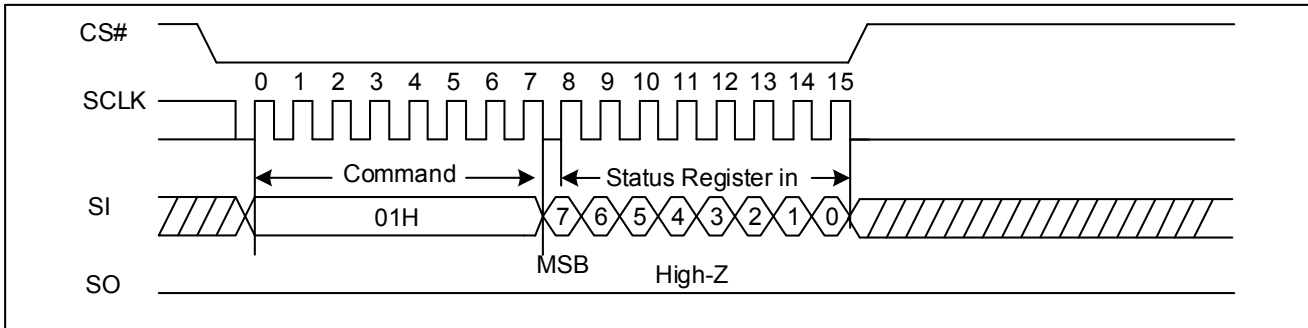 CS#
0 1 2 3 4 5 6 7 8 9 10 11 12 13 14 15
SCLK
Command Status Register in
SI 01H 7 6 5 4 3 2 1 0
MSB High-Z
SO